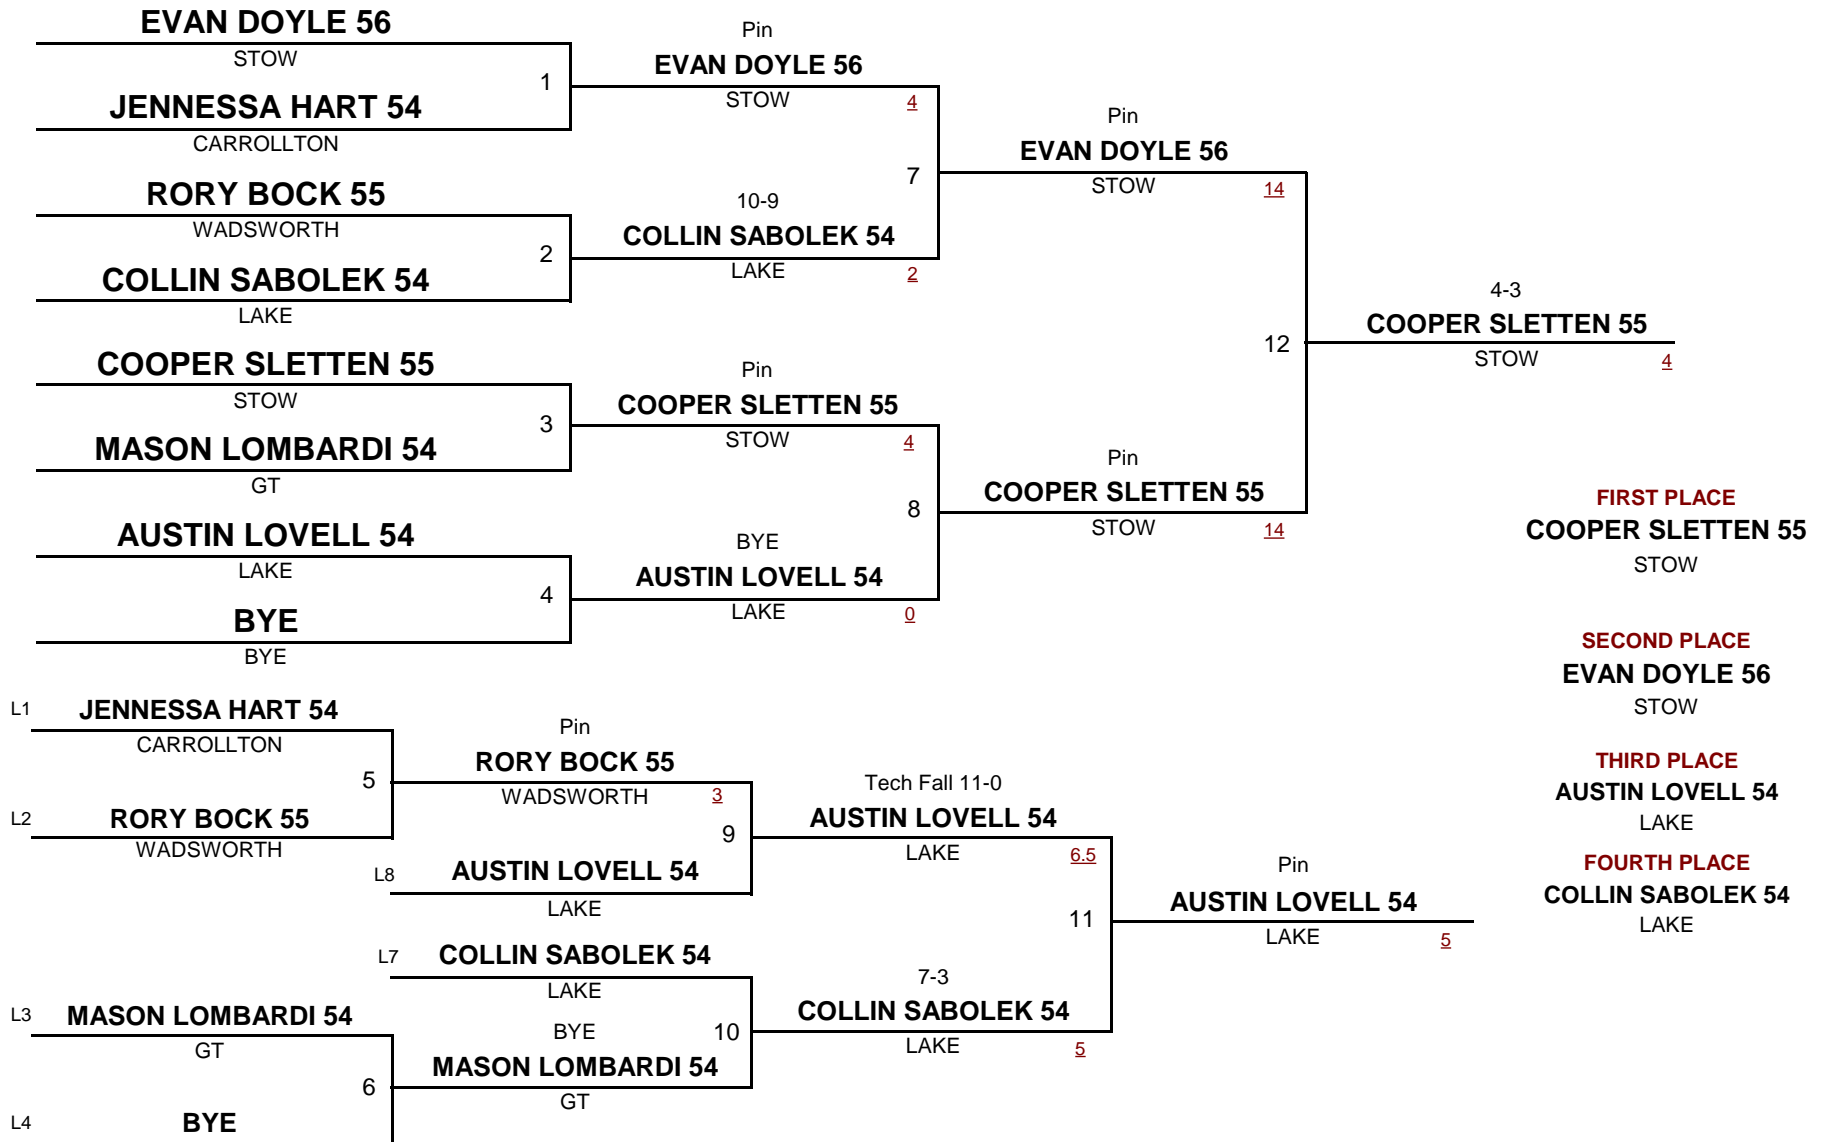 EVAN DOYLE 56
STOW
1
JENNESSA HART 54
CARROLLTON
Pin
EVAN DOYLE 56
STOW
4
RORY BOCK 55
WADSWORTH
2
COLLIN SABOLEK 54
LAKE
10-9
COLLIN SABOLEK 54
LAKE
2
7
Pin
EVAN DOYLE 56
STOW
14
COOPER SLETTEN 55
STOW
3
MASON LOMBARDI 54
GT
Pin
COOPER SLETTEN 55
STOW
4
AUSTIN LOVELL 54
LAKE
4
BYE
BYE
BYE
AUSTIN LOVELL 54
LAKE
0
8
Pin
COOPER SLETTEN 55
STOW
14
12
4-3
COOPER SLETTEN 55
STOW
4
FIRST PLACE
COOPER SLETTEN 55
STOW
SECOND PLACE
EVAN DOYLE 56
STOW
THIRD PLACE
AUSTIN LOVELL 54
LAKE
FOURTH PLACE
COLLIN SABOLEK 54
LAKE
L1
JENNESSA HART 54
CARROLLTON
5
L2
RORY BOCK 55
WADSWORTH
Pin
RORY BOCK 55
WADSWORTH
3
9
L8
AUSTIN LOVELL 54
LAKE
Tech Fall 11-0
AUSTIN LOVELL 54
LAKE
6.5
L7
COLLIN SABOLEK 54
LAKE
L3
MASON LOMBARDI 54
GT
6
L4
BYE
BYE
MASON LOMBARDI 54
GT
10
7-3
COLLIN SABOLEK 54
LAKE
5
11
Pin
AUSTIN LOVELL 54
LAKE
5